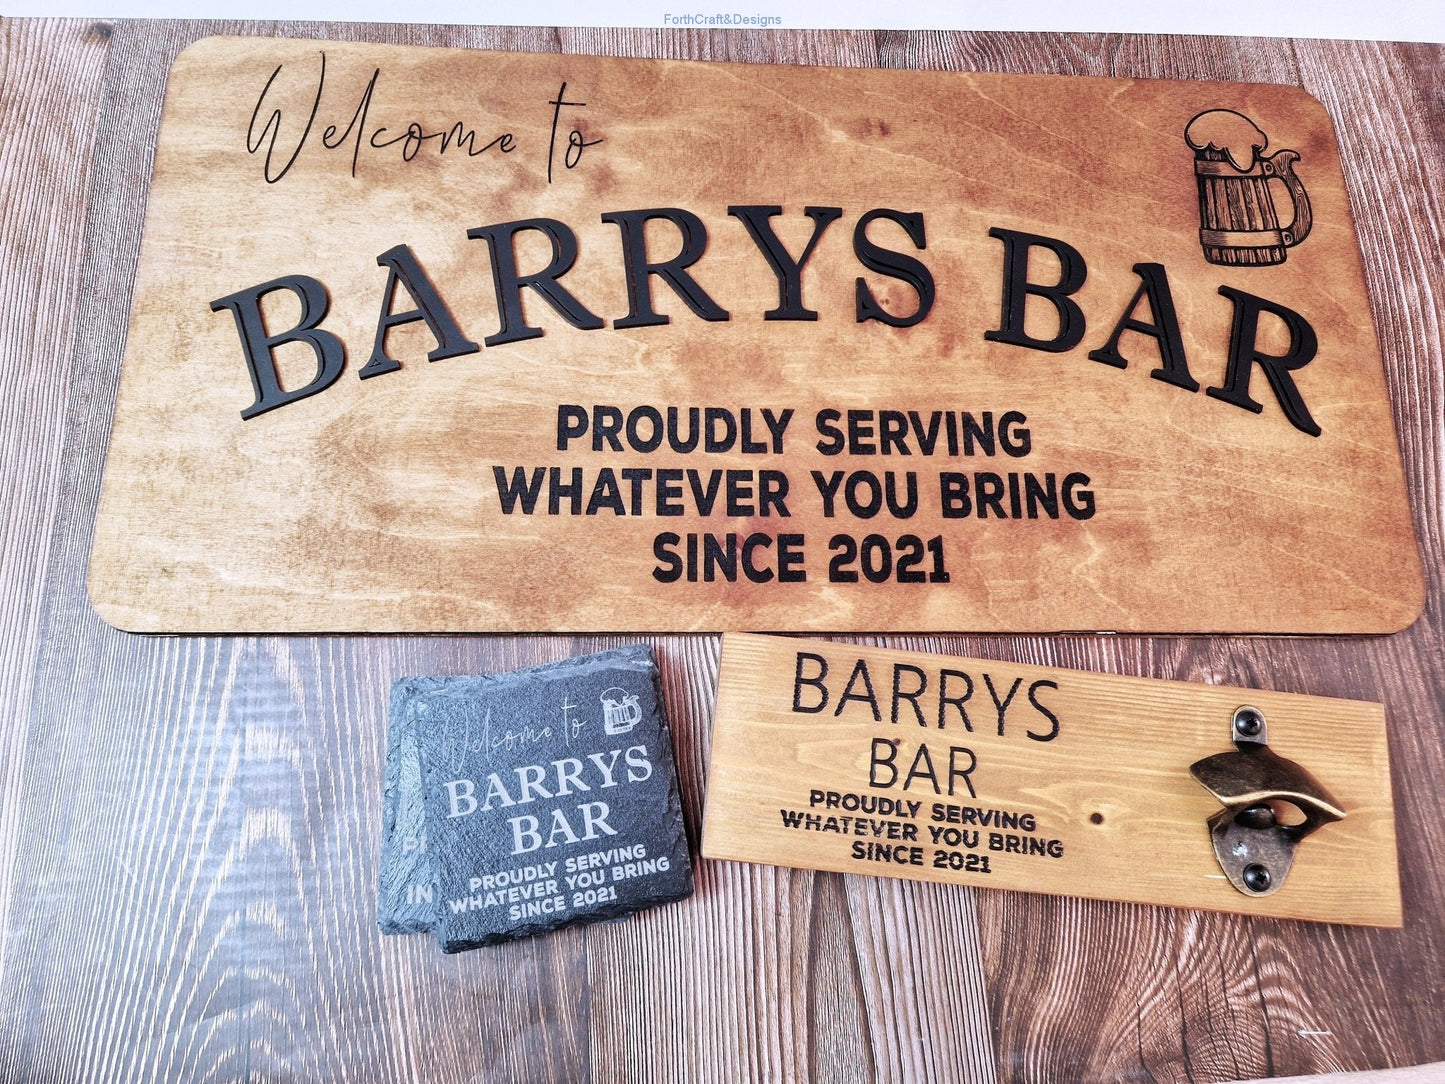 ForthCraft&Designs
Welcome to
BARRYS BAR
PROUDLY SERVING
WHATEVER YOU BRING
SINCE 2021
Welcome to
BARRYS
BAR
PROUDLY SERVING
WHATEVER YOU BRING
SINCE 2021
BARRYS
BAR
PROUDLY SERVING
WHATEVER YOU BRING
SINCE 2021